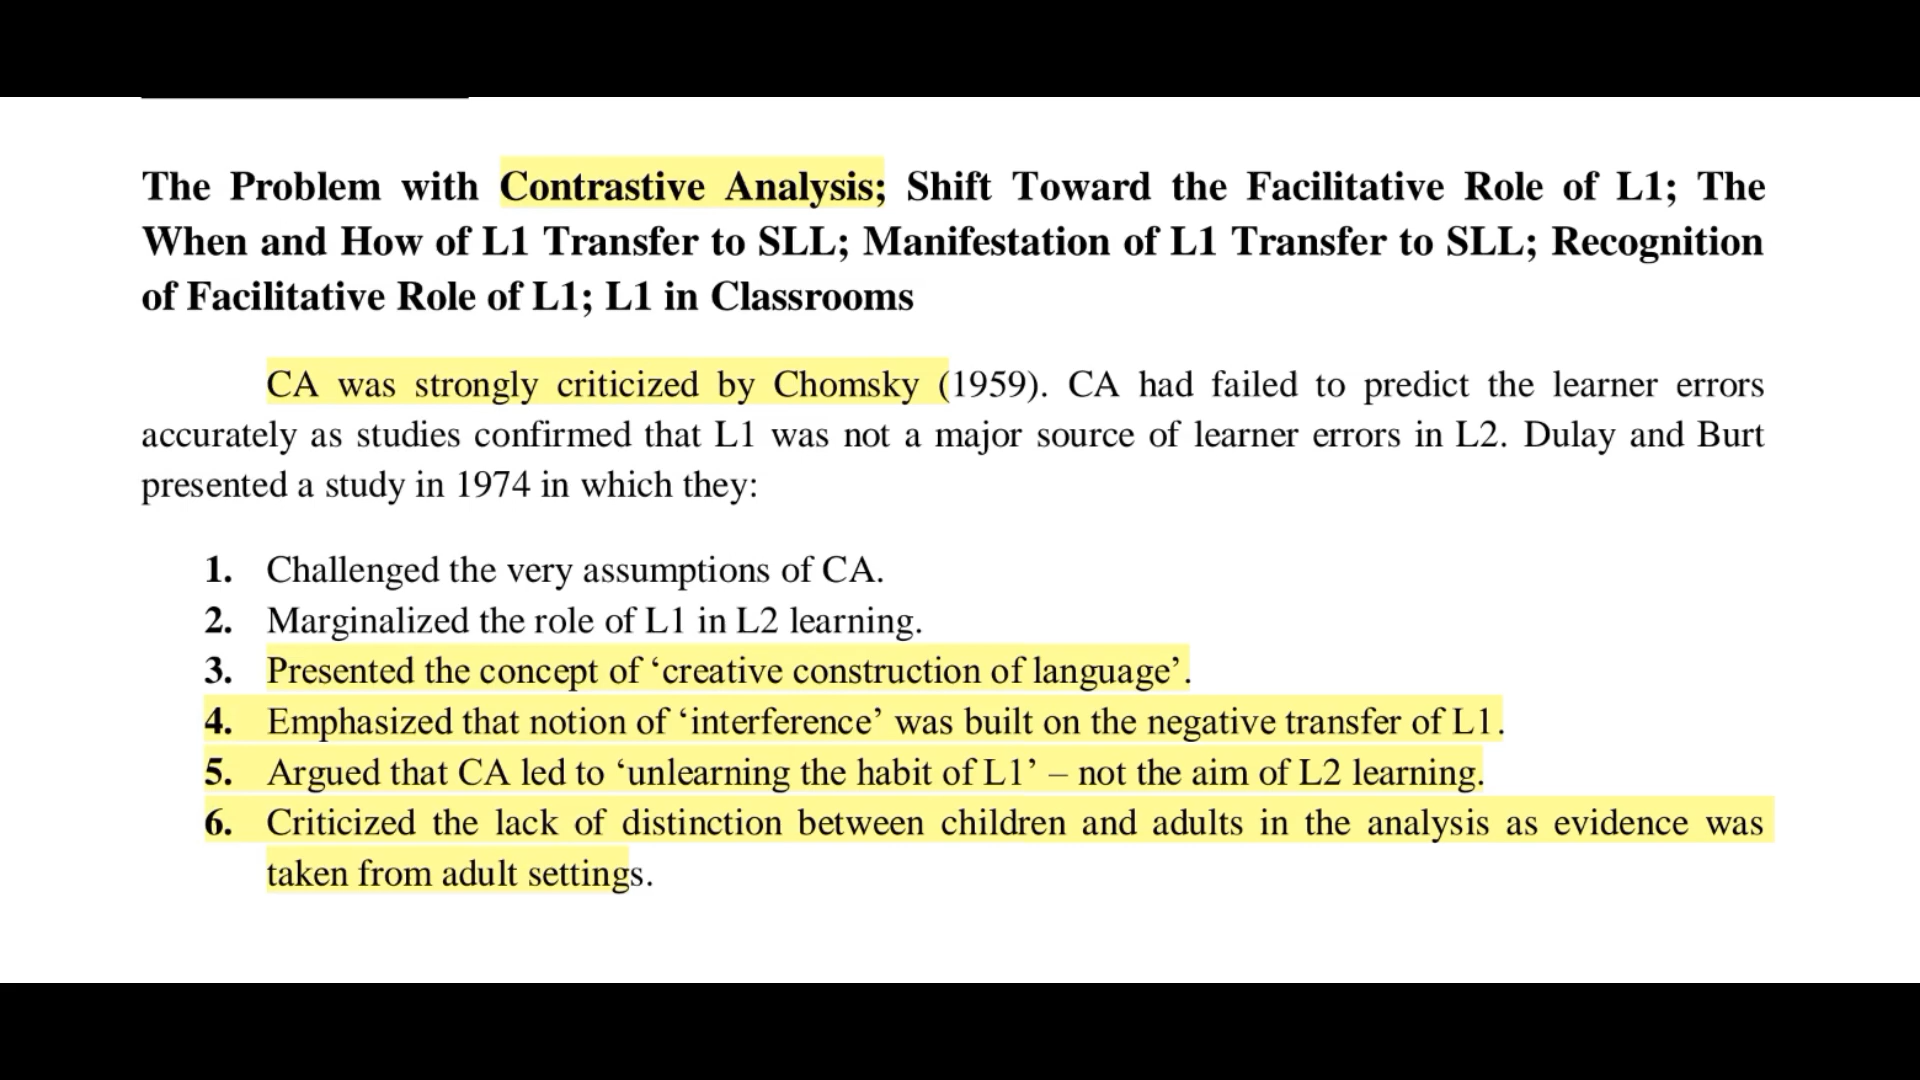 The Problem with Contrastive Analysis; Shift Toward the Facilitative Role of L1; The
When and How of L1 Transfer to SLL; Manifestation of L1 Transfer to SLL; Recognition
of Facilitative Role of L1; L1 in Classrooms
CA was strongly criticized by Chomsky (1959). CA had failed to predict the learner errors
accurately as studies confirmed that L1 was not a major source of learner errors in L2. Dulay and Burt
presented a study in 1974 in which they:
1. Challenged the very assumptions of CA.
2. Marginalized the role of L1 in L2 learning.
3. Presented the concept of ‘creative construction of language’.
4. Emphasized that notion of ‘interference’ was built on the negative transfer of L1.
5. Argued that CA led to ‘unlearning the habit of L1’ – not the aim of L2 learning.
6. Criticized the lack of distinction between children and adults in the analysis as evidence was
taken from adult settings.